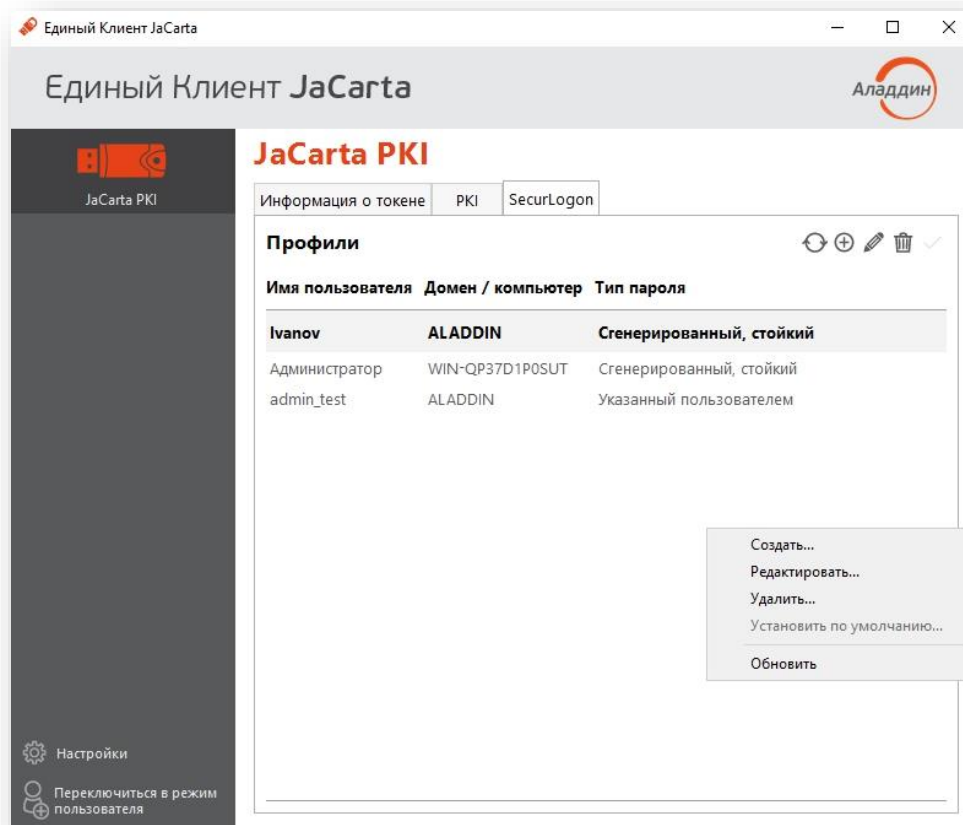 Единый Клиент JaCarta
Единый Клиент JaCarta
Аладдин
JaCarta PKI
JaCarta PKI
Информация о токене PKI SecurLogon
Профили
Имя пользователя Домен / компьютер Тип пароля
Ivanov ALADDIN Сгенерированный, стойкий
Администратор WIN-QP37D1P0SUT Сгенерированный, стойкий
admin_test ALADDIN Указанный пользователем
Создать...
Редактировать...
Удалить...
Установить по умолчанию...
Обновить
Настройки
Переключиться в режим
пользователя